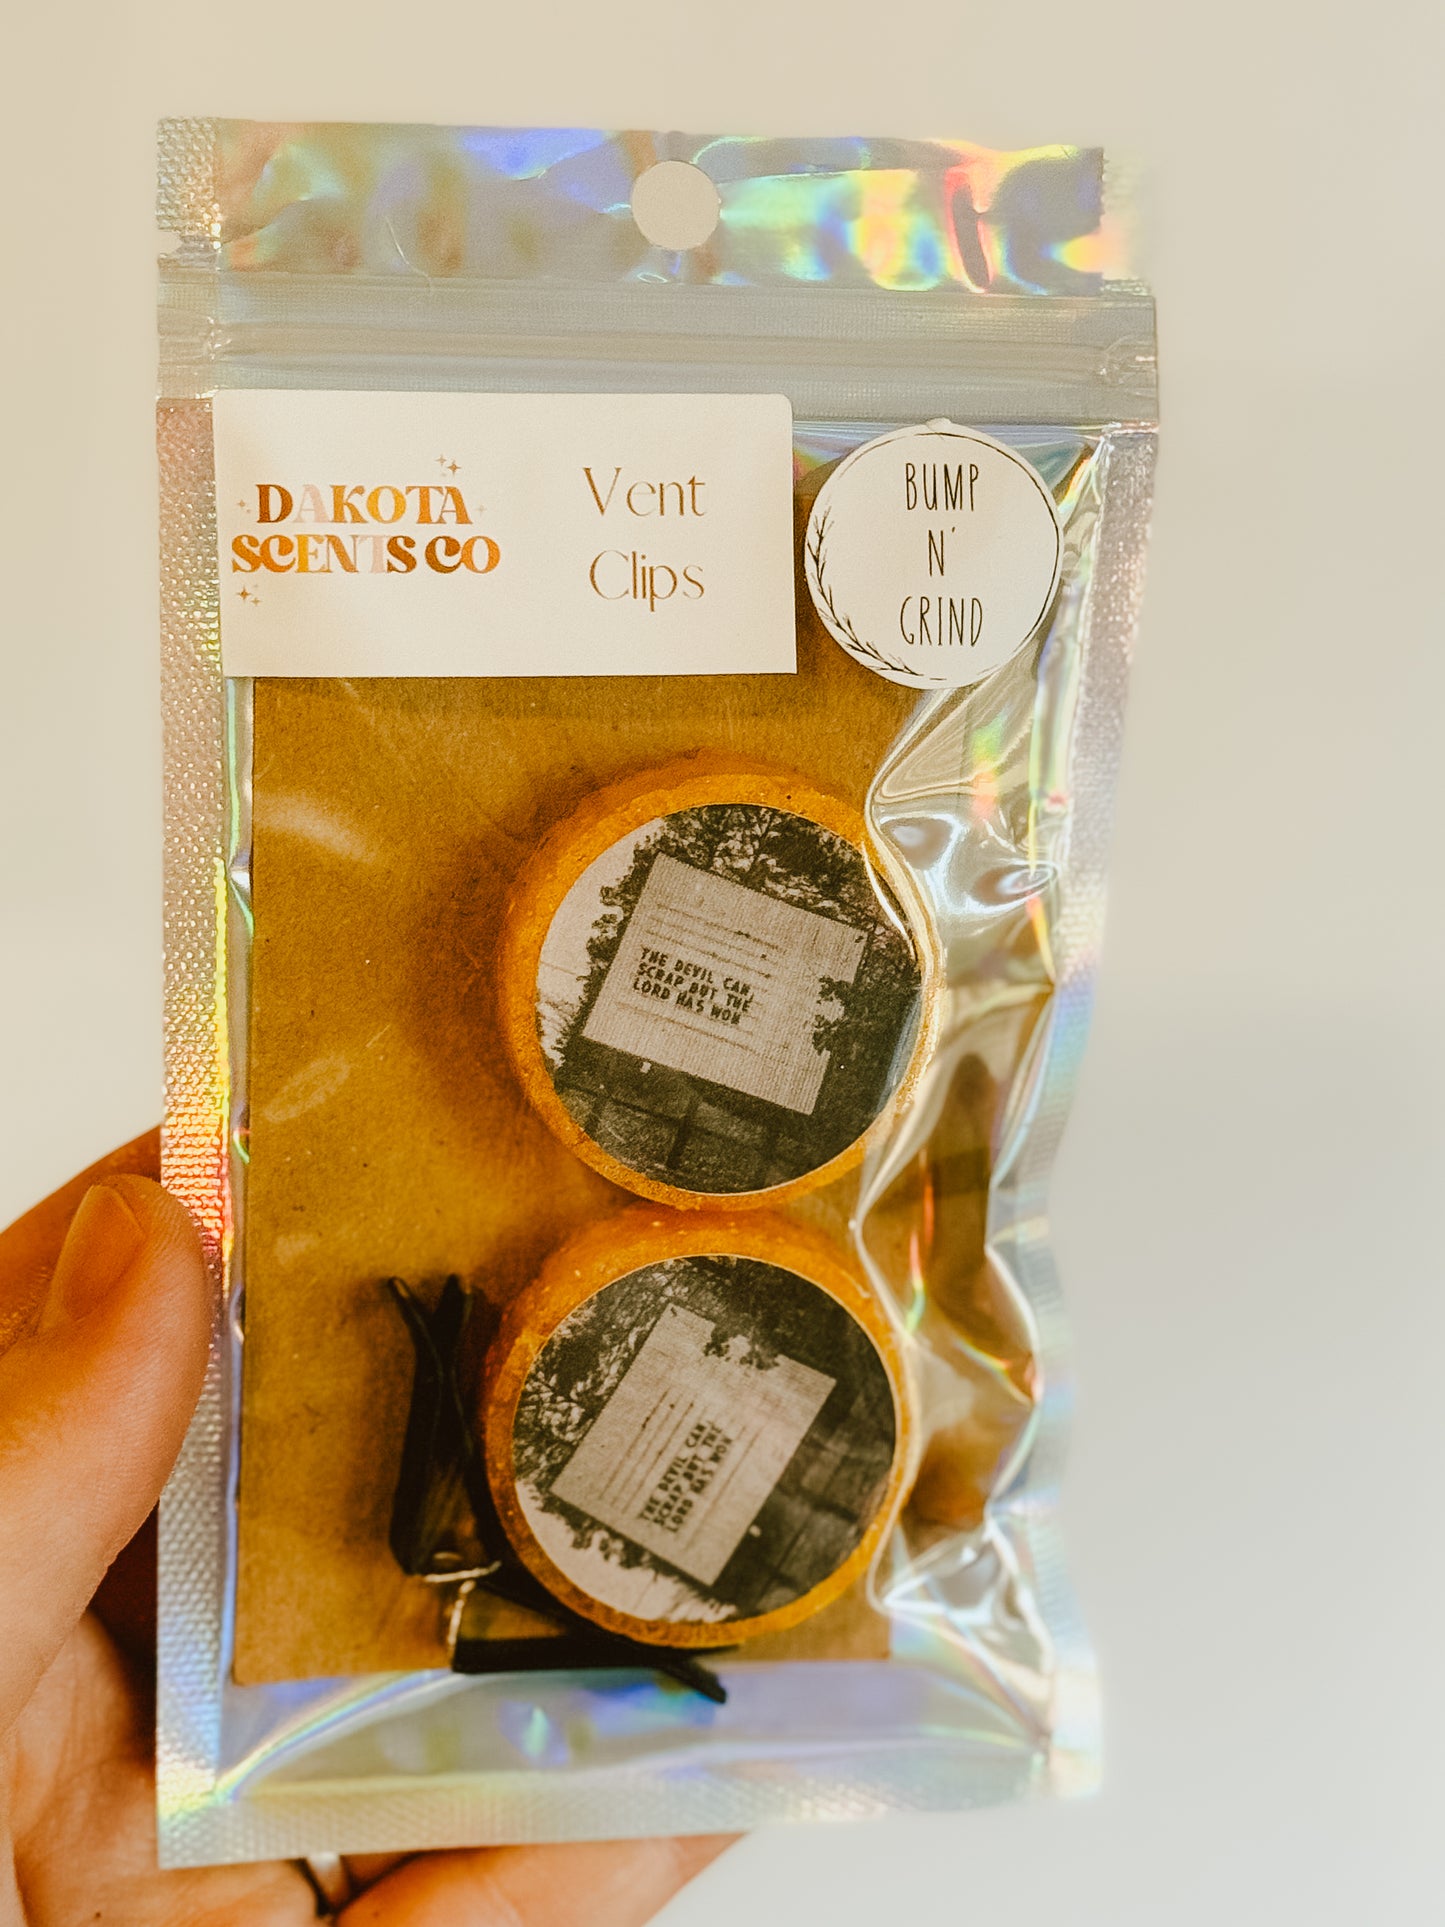 DAKOTA
SCENTS CO
Vent
Clips
BUMP
N'
GRIND
THE DEVIL CAN,
SCRAP BUT THE
LORD HAS WON
THE DEVIL CAN,
SCRAP BUT THE
LORD HAS WON